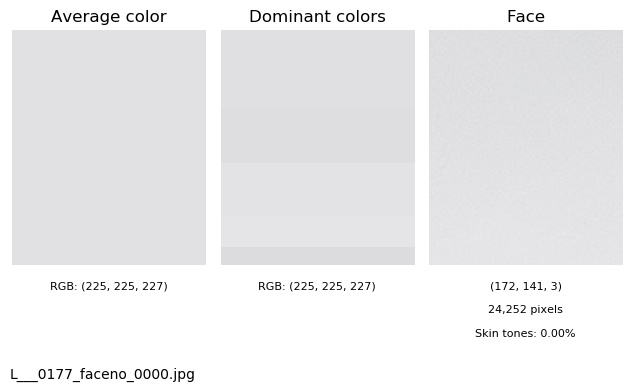 Average color
Dominant colors
Face
RGB: (225, 225, 227)
RGB: (225, 225, 227)
(172, 141, 3)
24,252 pixels
Skin tones: 0.00%
L___0177_faceno_0000.jpg